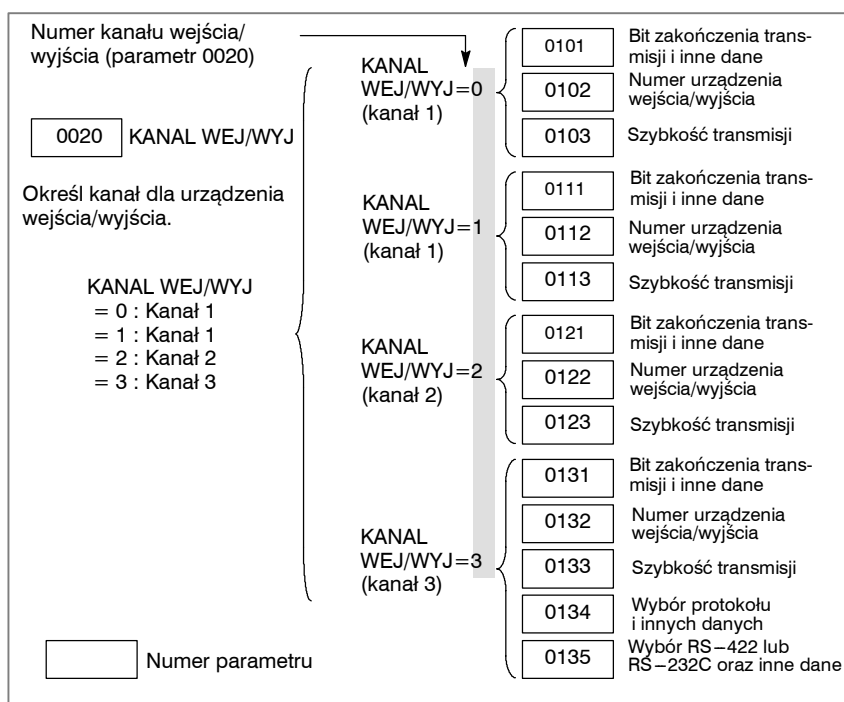 Numer kanału wejścia/
wyjścia (parametr 0020)
0020 KANAL WEJ/WYJ
Określ kanał dla urządzenia
wejścia/wyjścia.
KANAL WEJ/WYJ
= 0 : Kanał 1
= 1 : Kanał 1
= 2 : Kanał 2
= 3 : Kanał 3
Numer parametru
KANAL
WEJ/WYJ=0
(kanał 1)
0101 Bit zakończenia trans-
misji i inne dane
0102 Numer urządzenia
wejścia/wyjścia
0103 Szybkość transmisji
KANAL
WEJ/WYJ=1
(kanał 1)
0111 Bit zakończenia trans-
misji i inne dane
0112 Numer urządzenia
wejścia/wyjścia
0113 Szybkość transmisji
KANAL
WEJ/WYJ=2
(kanał 2)
0121 Bit zakończenia trans-
misji i inne dane
0122 Numer urządzenia
wejścia/wyjścia
0123 Szybkość transmisji
KANAL
WEJ/WYJ=3
(kanał 3)
0131 Bit zakończenia trans-
misji i inne dane
0132 Numer urządzenia
wejścia/wyjścia
0133 Szybkość transmisji
0134 Wybór protokołu
i innych danych
0135 Wybór RS−422 lub
RS−232C oraz inne dane